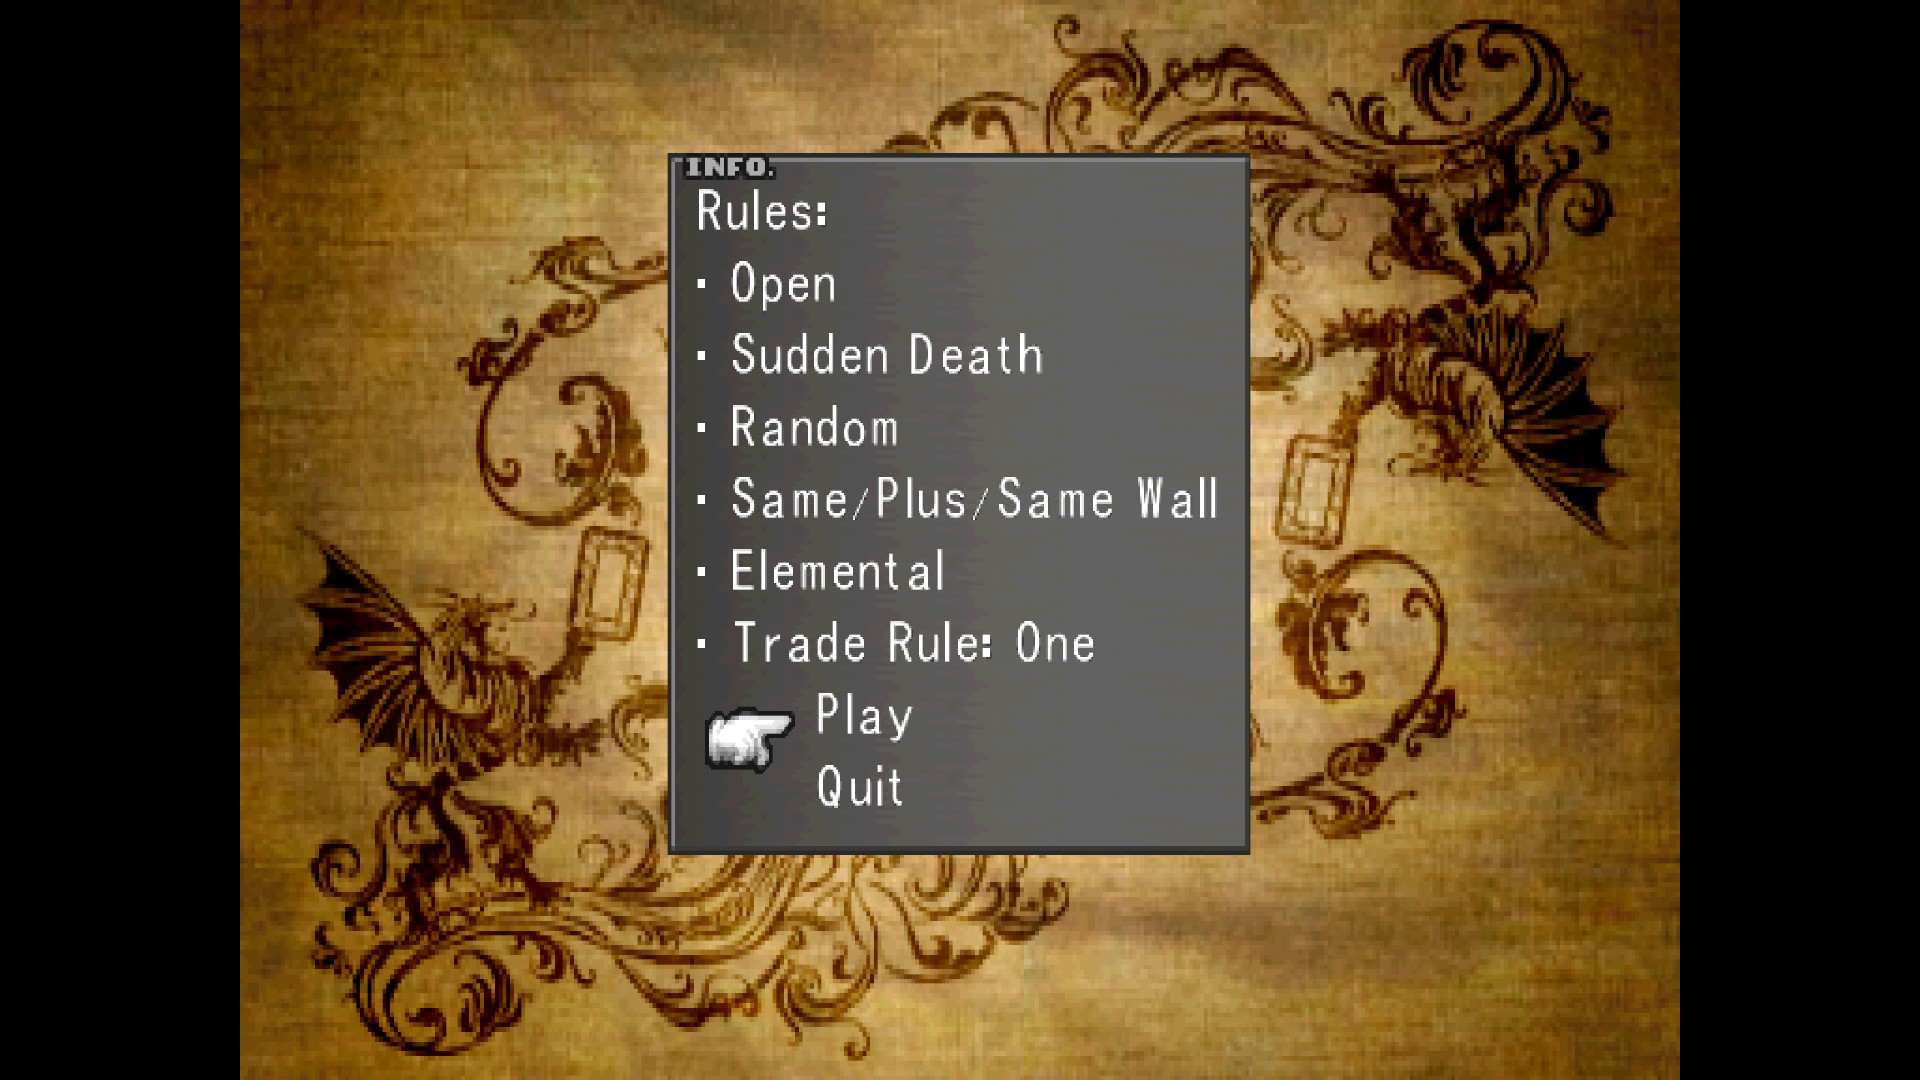 INFO.
Rules:
· Open
· Sudden Death
· Random
· Same/Plus/Same Wall
· Elemental
· Trade Rule: One
Play
Quit